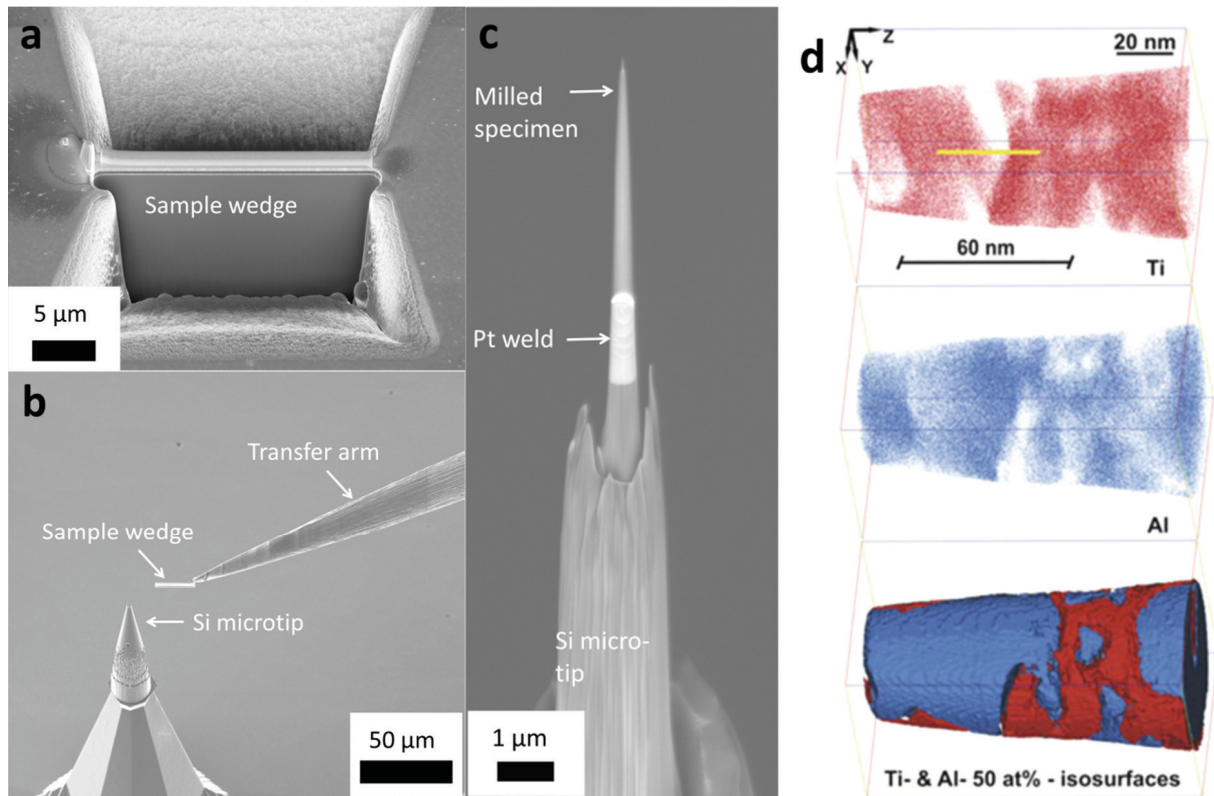 a
Sample wedge
5 µm
b
Transfer arm
Sample wedge
Si microtip
50 µm
c
Milled
specimen
Pt weld
Si micro-
tip
1 µm
d
X
Y
Z
20 nm
60 nm
Ti
Al
Ti- & Al- 50 at% - isosurfaces